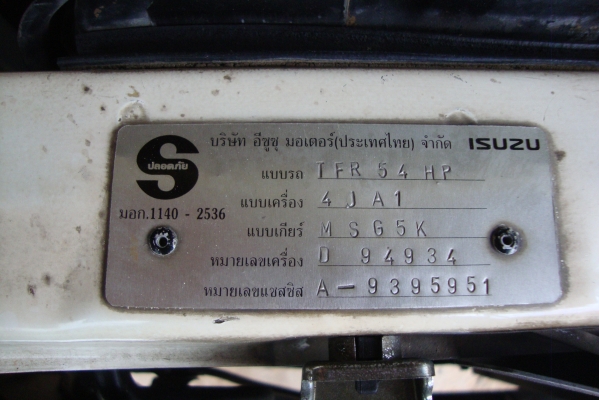 บริษัท อีซูซุ มอเตอร์(ประเทศไทย) จำกัด ISUZU
S
ปลอดภัย
มอก.1140 - 2536
แบบรถ TFR 54 HP
แบบเครื่อง 4JA1
แบบเกียร์ MSG5K
หมายเลขเครื่อง D 94934
หมายเลขแชสซิส A-9395951